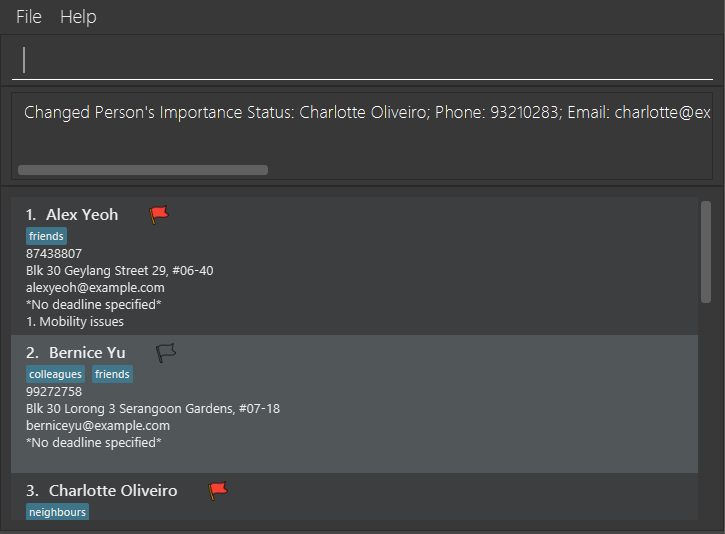 File Help
Changed Person's Importance Status: Charlotte Oliveiro; Phone: 93210283; Email: charlotte@ex
1. Alex Yeoh
friends
87438807
Blk 30 Geylang Street 29, #06-40
alexyeoh@example.com
*No deadline specified*
1. Mobility issues
2. Bernice Yu
colleagues friends
99272758
Blk 30 Lorong 3 Serangoon Gardens, #07-18
berniceyu@example.com
*No deadline specified*
3. Charlotte Oliveiro
neighbours